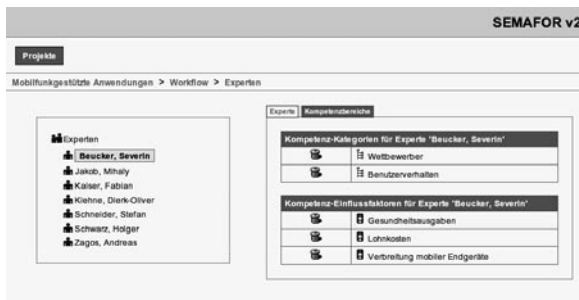 SEMAFOR v2
Projekte
Mobilfunkgestützte Anwendungen > Workflow > Experten
Experten
Beucker, Severin
Jakob, Mihaly
Kaiser, Fabian
Kiehne, Dierk-Oliver
Schneider, Stefan
Schwarz, Holger
Zagos, Andreas
Experte Kompetenzbereiche
Kompetenz-Kategorien für Experte 'Beucker, Severin'
Wettbewerber
Benutzerverhalten
Kompetenz-Einflussfaktoren für Experte 'Beucker, Severin'
Gesundheitsausgaben
Lohnkosten
Verbreitung mobiler Endgeräte